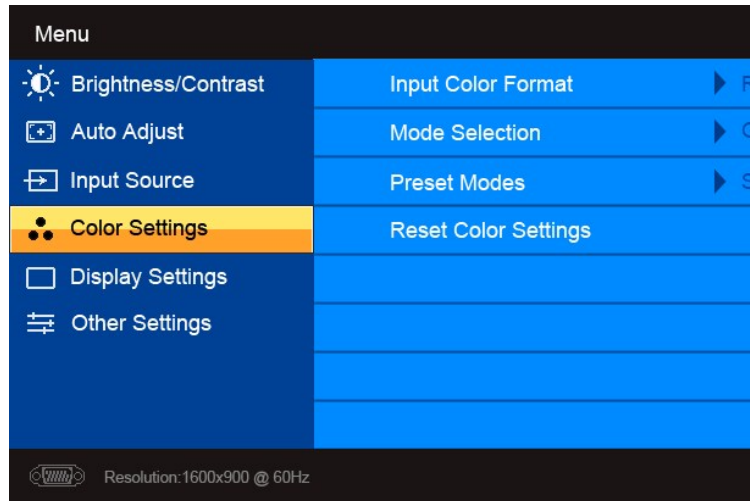 Menu
Brightness/Contrast
Auto Adjust
Input Source
Color Settings
Display Settings
Other Settings
Input Color Format
Mode Selection
Preset Modes
Reset Color Settings
Resolution:1600x900 @ 60Hz